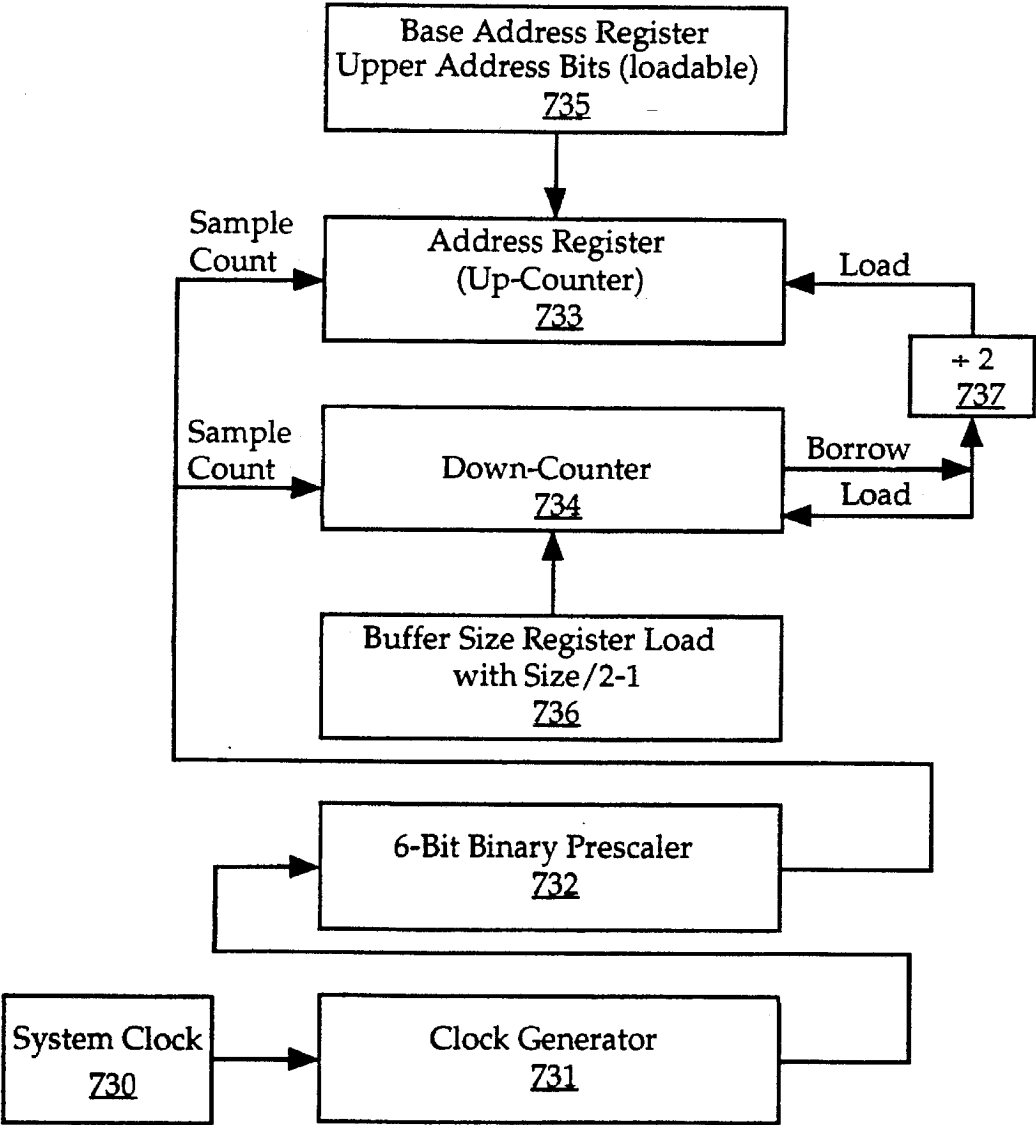 Base Address Register
Upper Address Bits (loadable)
735
Sample
Count
Address Register
(Up-Counter)
733
Load
÷ 2
737
Sample
Count
Down-Counter
734
Borrow
Load
Buffer Size Register Load
with Size/2-1
736
6-Bit Binary Prescaler
732
System Clock
730
Clock Generator
731